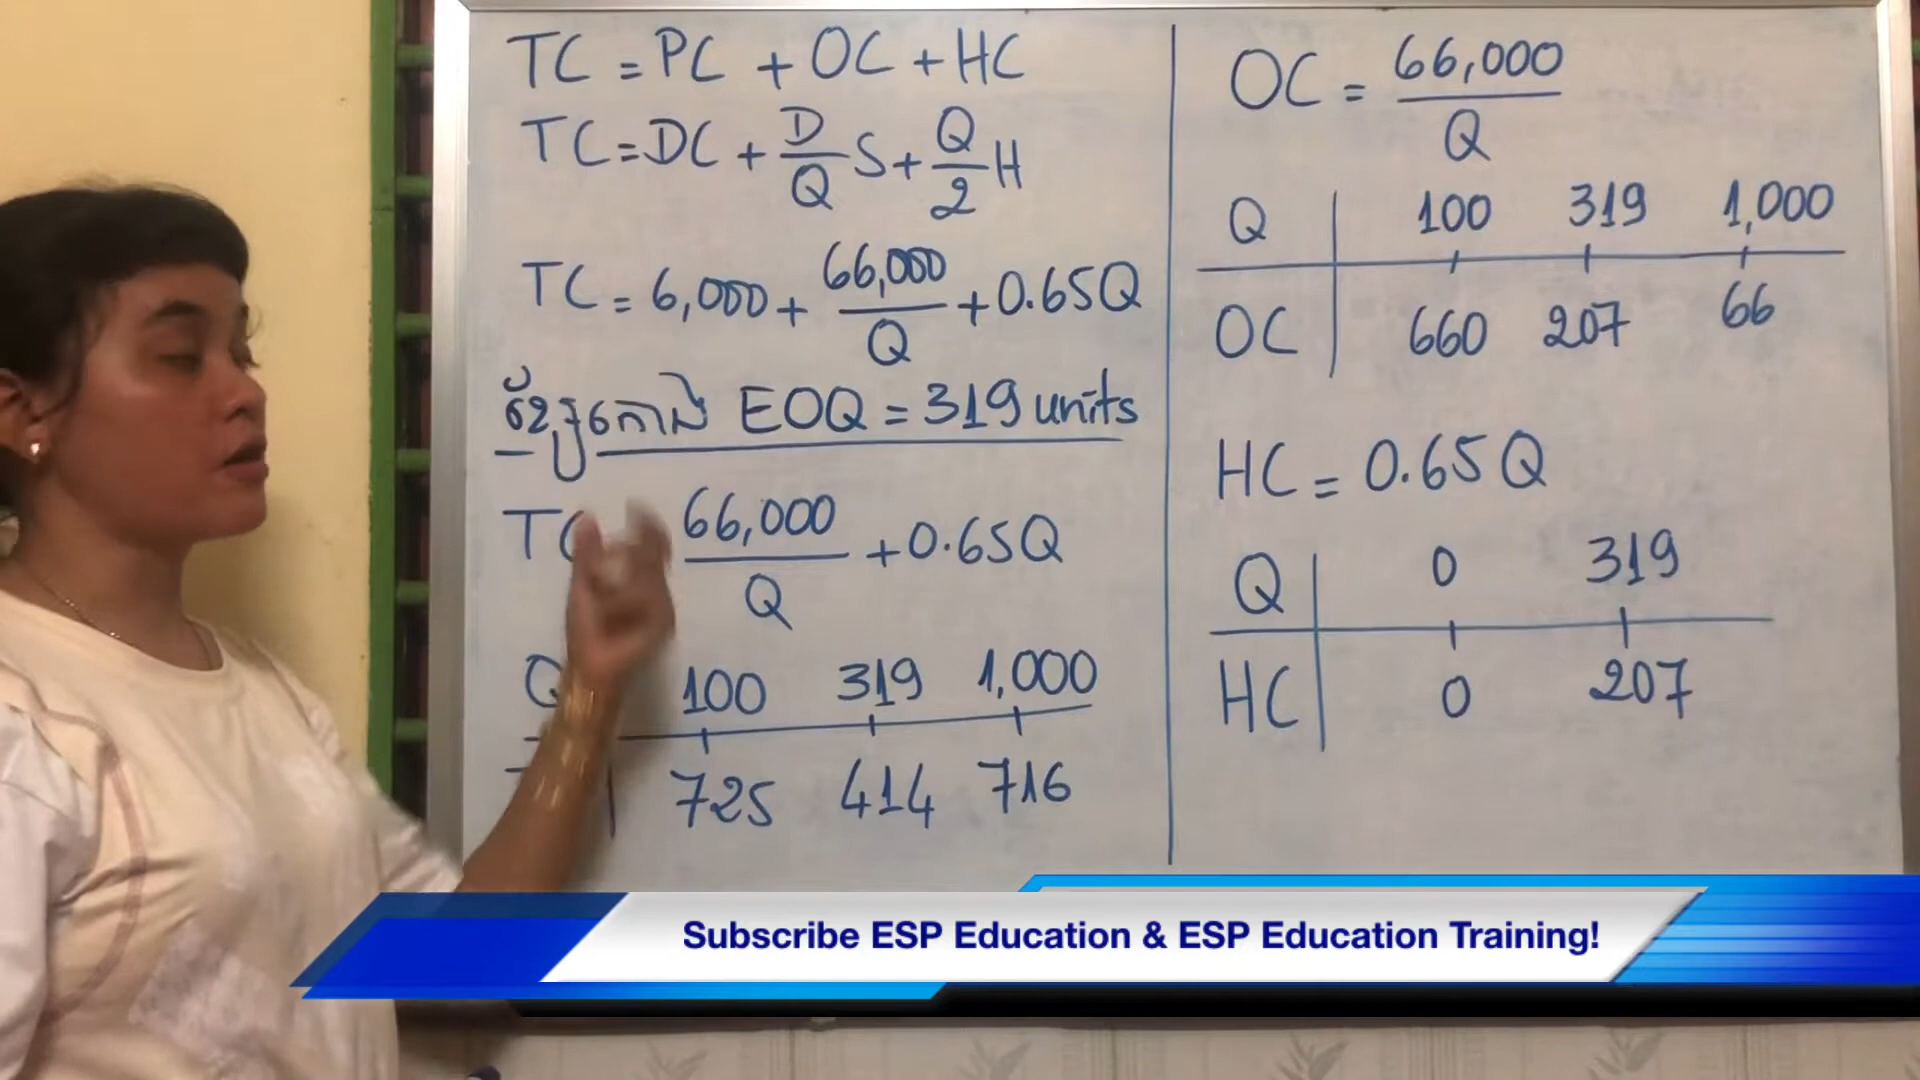 TC = PC + OC + HC
TC = DC + D/Q S + Q/2 H
TC = 6,000 + 66,000/Q + 0.65Q
EOQ = 319 units
TC 66,000/Q + 0.65Q
Q 100 319 1,000
725 414 716
OC = 66,000/Q
Q 100 319 1,000
OC 660 207 66
HC = 0.65Q
Q 0 319
HC 0 207
Subscribe ESP Education & ESP Education Training!